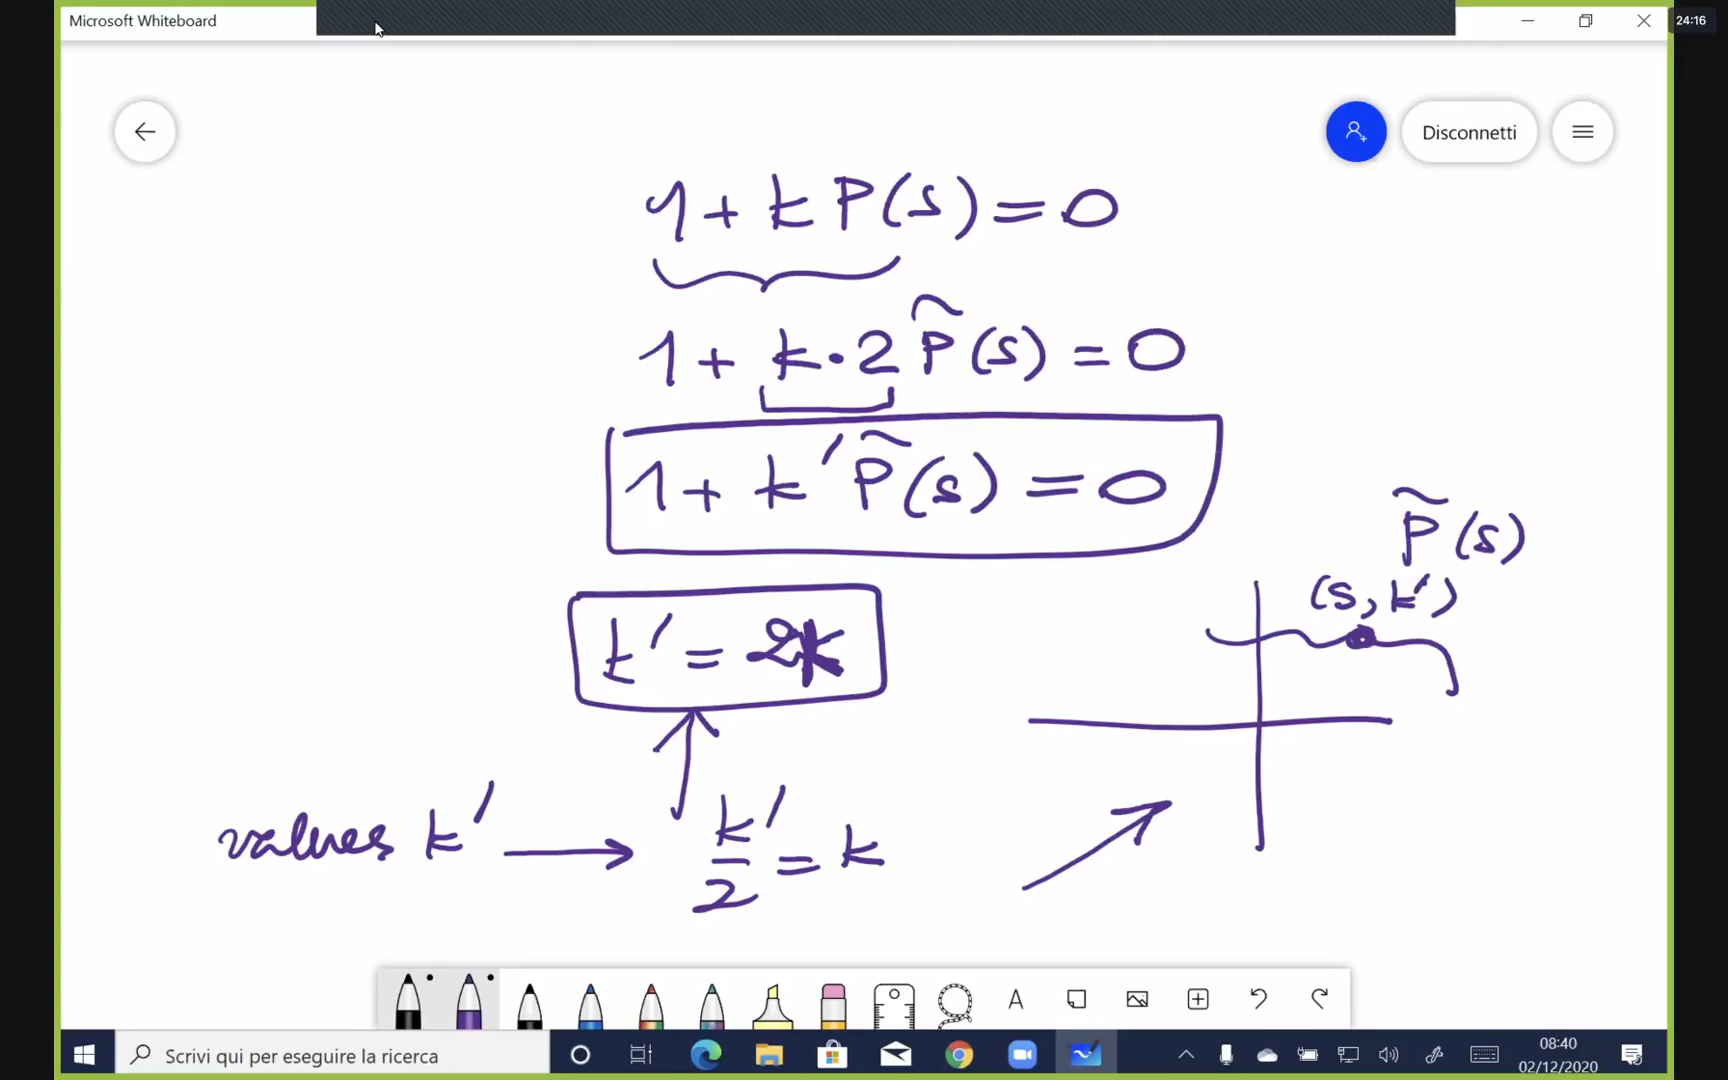 Microsoft Whiteboard
24:16
Disconnetti
1 + k P(s) = 0
1 + k · 2 P̃(s) = 0
1 + k' P̃(s) = 0
P̃(s)
(s, k')
k' = 2k
values k' → k'/2 = k
A
Scrivi qui per eseguire la ricerca
08:40
02/12/2020